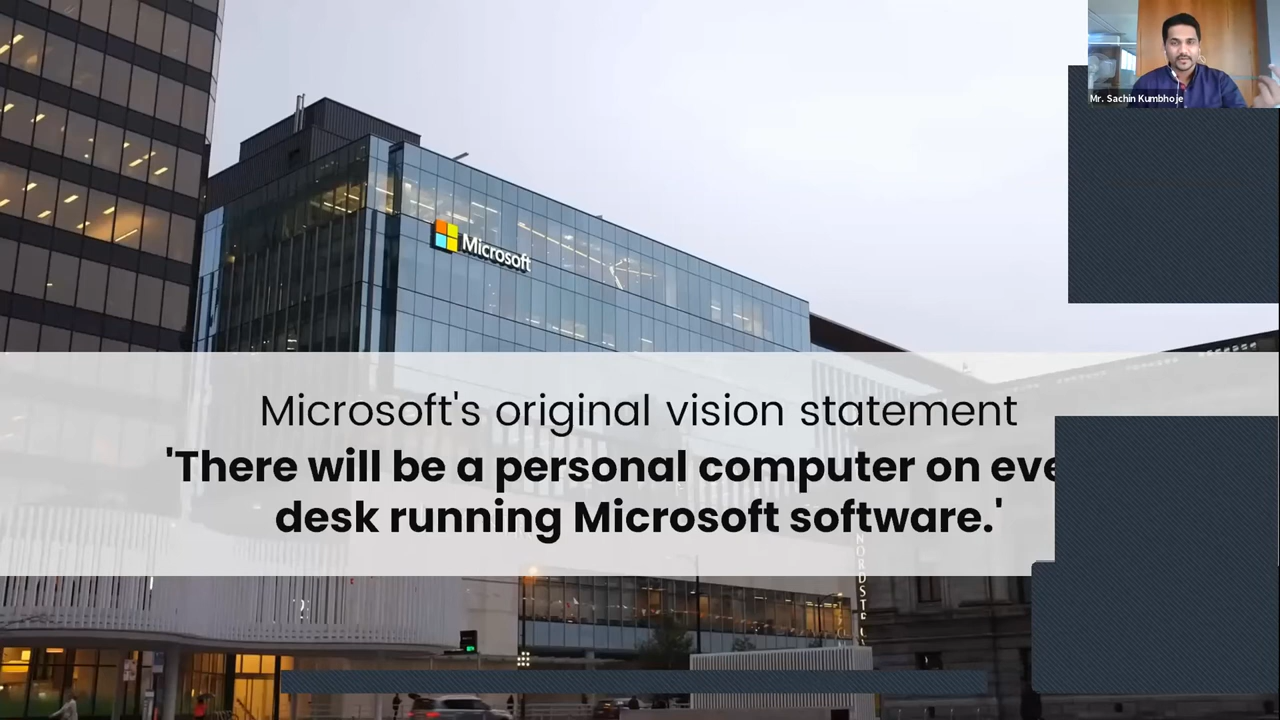 Mr. Sachin Kumbhoje
Microsoft
Microsoft's original vision statement
'There will be a personal computer on eve
desk running Microsoft software.'
NORDSTR